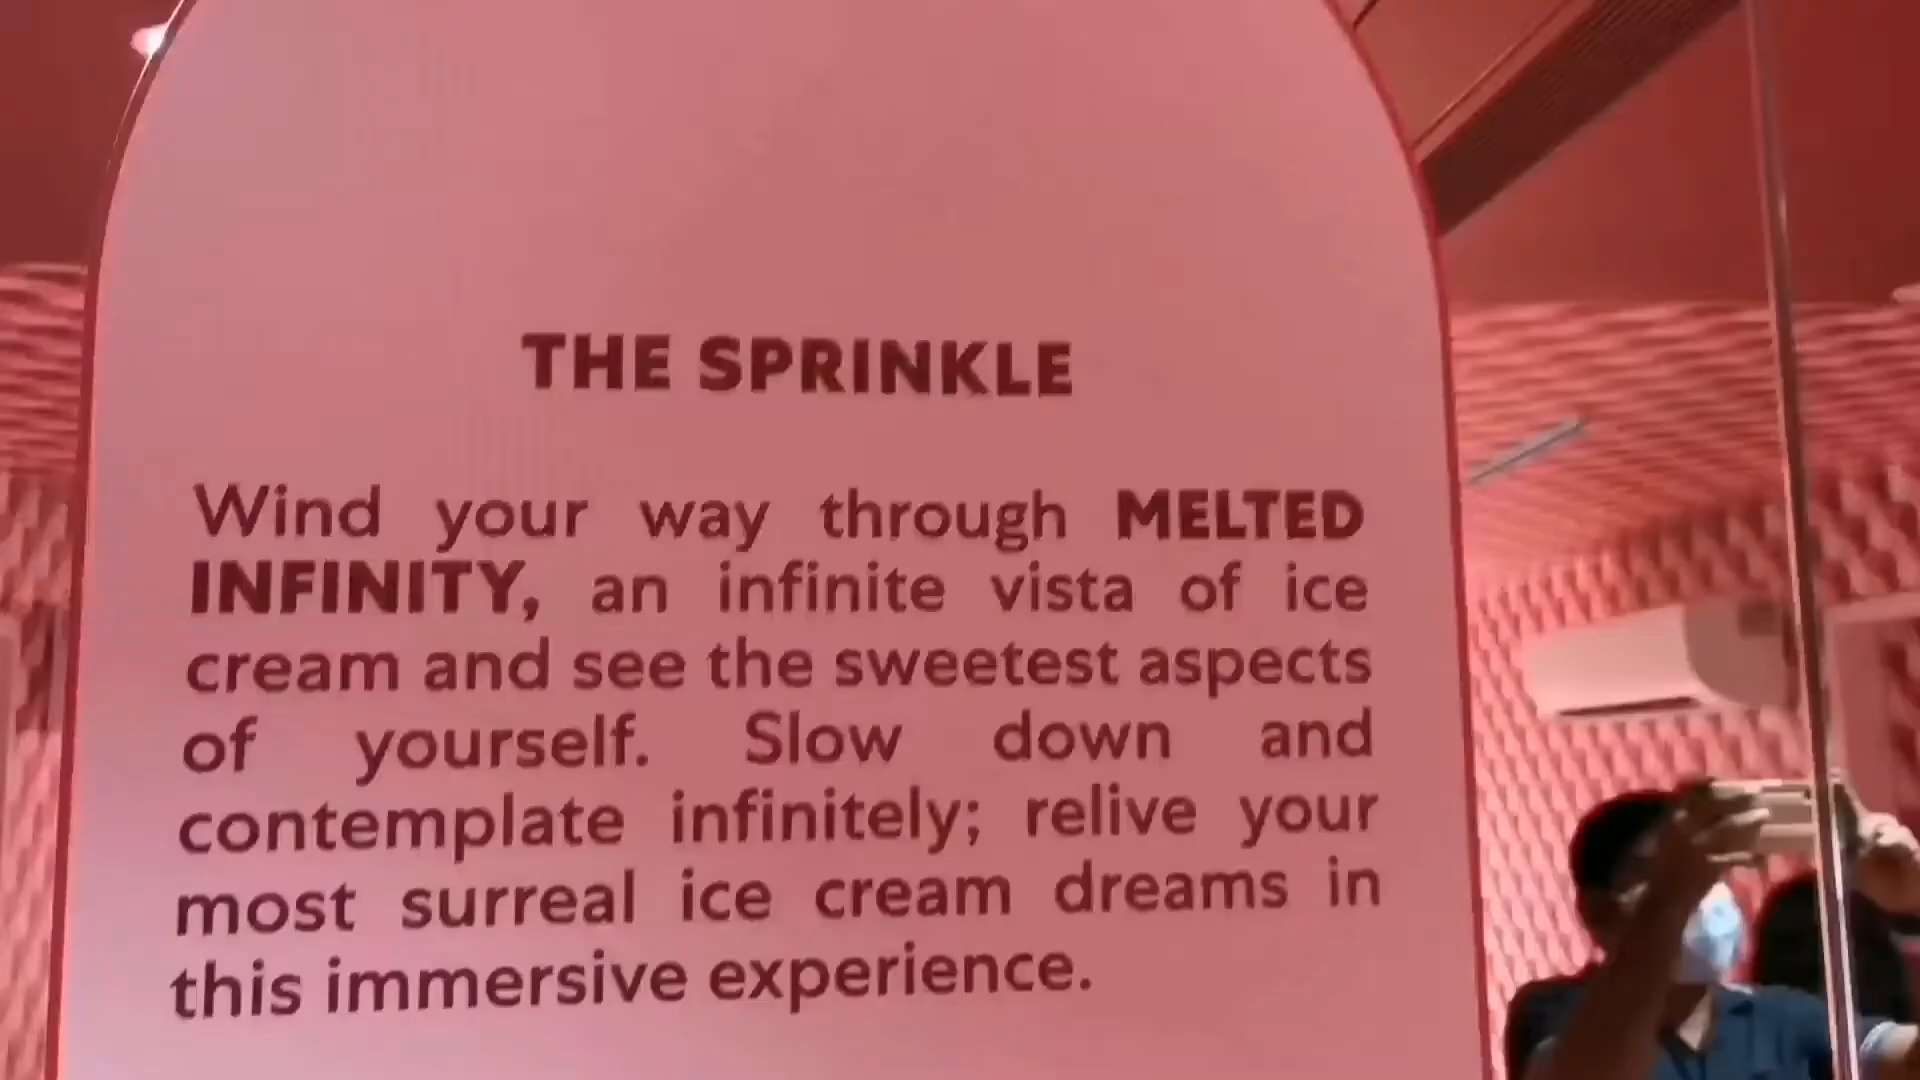 THE SPRINKLE
Wind your way through MELTED
INFINITY, an infinite vista of ice
cream and see the sweetest aspects
of yourself. Slow down and
contemplate infinitely; relive your
most surreal ice cream dreams in
this immersive experience.